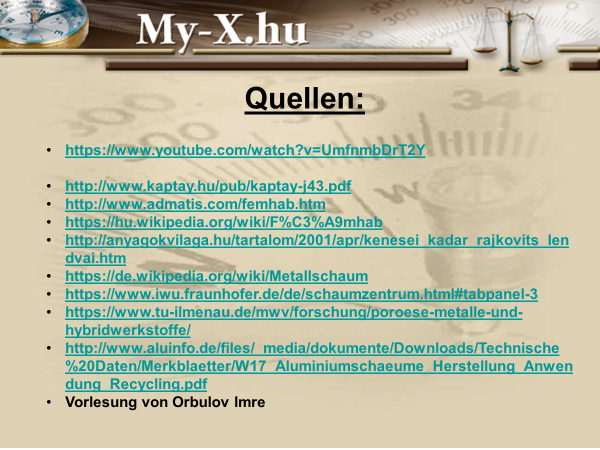 My-X.hu
Quellen:
• https://www.youtube.com/watch?v=UmfnmbDrT2Y
• http://www.kaptay.hu/pub/kaptay-j43.pdf
• http://www.admatis.com/femhab.htm
• https://hu.wikipedia.org/wiki/F%C3%A9mhab
• http://anyagokvilaga.hu/tartalom/2001/apr/kenesei_kadar_rajkovits_len
dvai.htm
• https://de.wikipedia.org/wiki/Metallschaum
• https://www.iwu.fraunhofer.de/de/schaumzentrum.html#tabpanel-3
• https://www.tu-ilmenau.de/mwv/forschung/poroese-metalle-und-
hybridwerkstoffe/
• http://www.aluinfo.de/files/_media/dokumente/Downloads/Technische
%20Daten/Merkblaetter/W17_Aluminiumschaeume_Herstellung_Anwen
dung_Recycling.pdf
• Vorlesung von Orbulov Imre